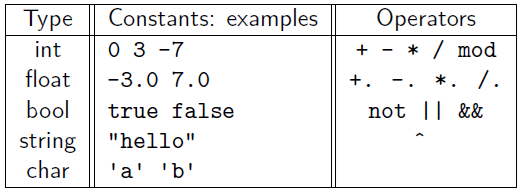 Type Constants: examples Operators
int 0 3 -7 + - * / mod
float -3.0 7.0 +. -. *. /.
bool true false not || &&
string "hello" ^
char 'a' 'b'